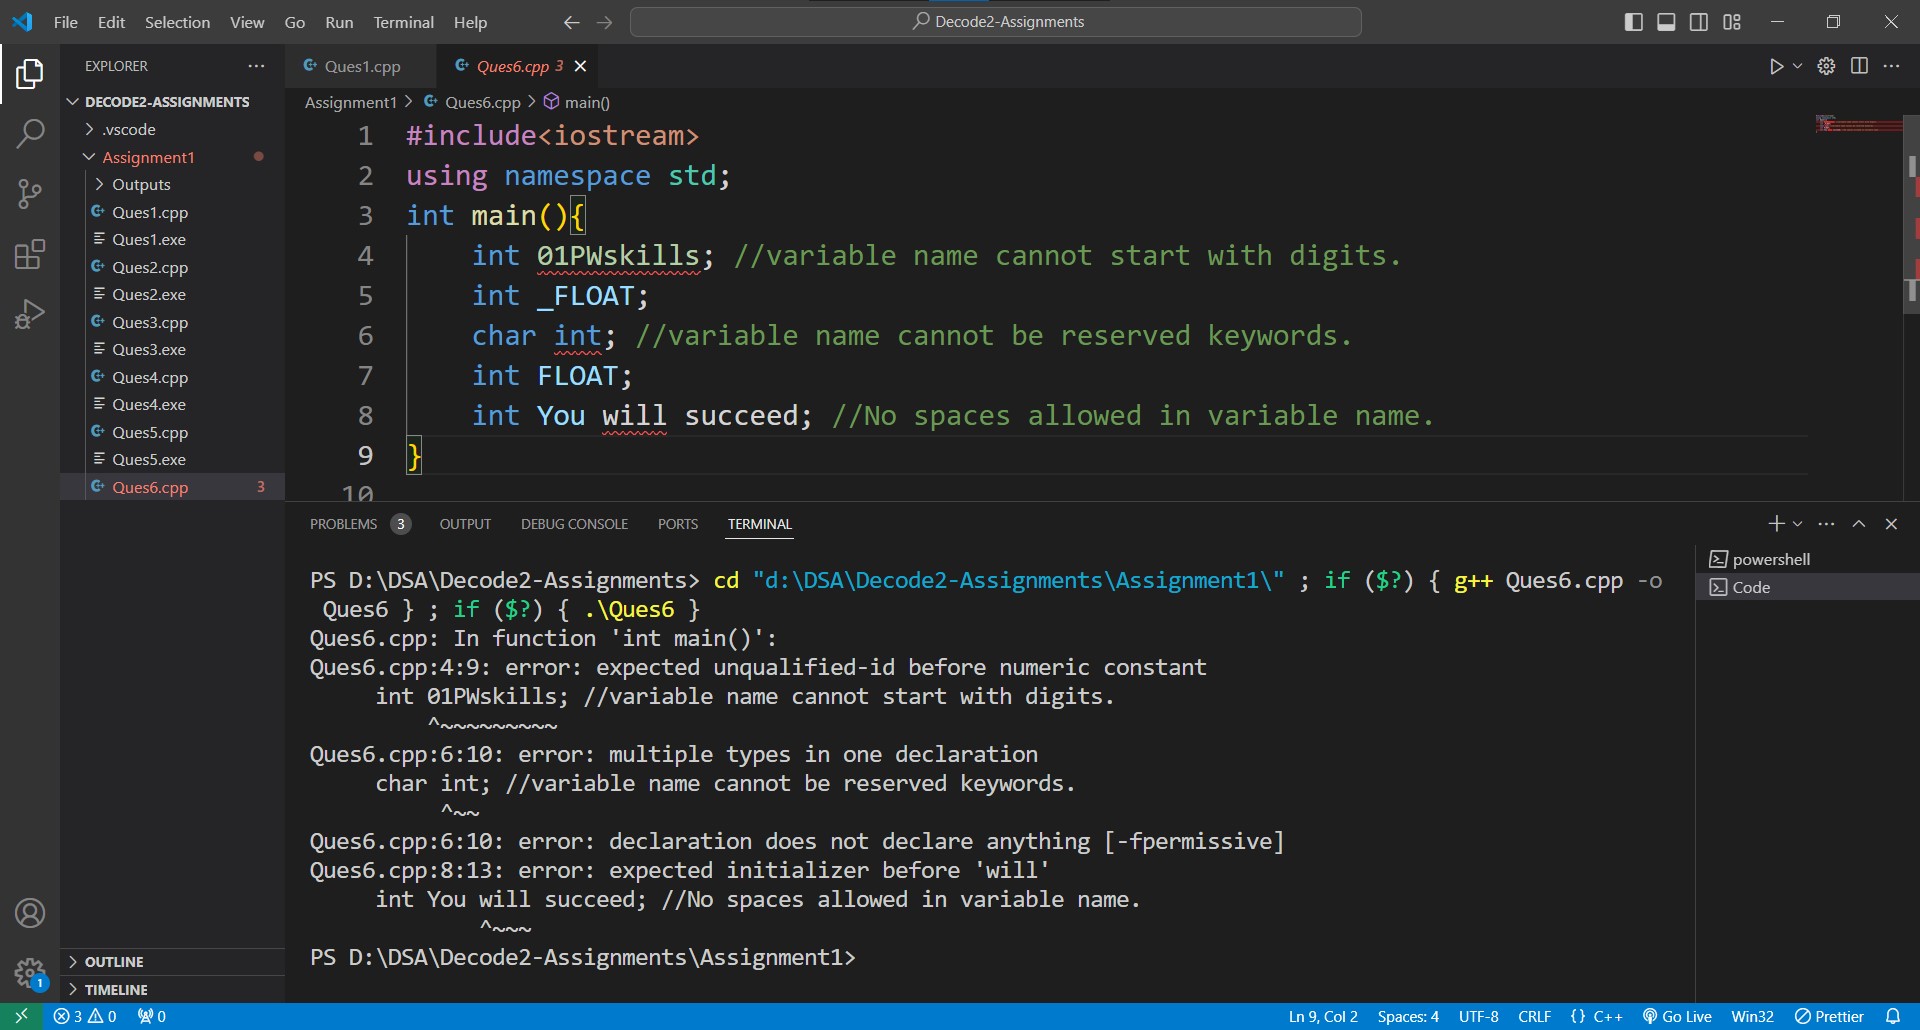 File Edit Selection View Go Run Terminal Help
Decode2-Assignments
EXPLORER
DECODE2-ASSIGNMENTS
.vscode
Assignment1
Outputs
Ques1.cpp
Ques1.exe
Ques2.cpp
Ques2.exe
Ques3.cpp
Ques3.exe
Ques4.cpp
Ques4.exe
Ques5.cpp
Ques5.exe
Ques6.cpp 3
OUTLINE
TIMELINE
Ques1.cpp Ques6.cpp 3
Assignment1 > Ques6.cpp > main()
1 #include<iostream>
2 using namespace std;
3 int main(){
4 int 01PWskills; //variable name cannot start with digits.
5 int _FLOAT;
6 char int; //variable name cannot be reserved keywords.
7 int FLOAT;
8 int You will succeed; //No spaces allowed in variable name.
9 }
10
PROBLEMS 3 OUTPUT DEBUG CONSOLE PORTS TERMINAL
PS D:\DSA\Decode2-Assignments> cd "d:\DSA\Decode2-Assignments\Assignment1\" ; if ($?) { g++ Ques6.cpp -o
Ques6 } ; if ($?) { .\Ques6 }
Ques6.cpp: In function 'int main()':
Ques6.cpp:4:9: error: expected unqualified-id before numeric constant
int 01PWskills; //variable name cannot start with digits.
^~~~~~~~~~
Ques6.cpp:6:10: error: multiple types in one declaration
char int; //variable name cannot be reserved keywords.
^~~
Ques6.cpp:6:10: error: declaration does not declare anything [-fpermissive]
Ques6.cpp:8:13: error: expected initializer before 'will'
int You will succeed; //No spaces allowed in variable name.
^~~~
PS D:\DSA\Decode2-Assignments\Assignment1>
powershell
Code
1
3 0 0 Ln 9, Col 2 Spaces: 4 UTF-8 CRLF {} C++ Go Live Win32 Prettier